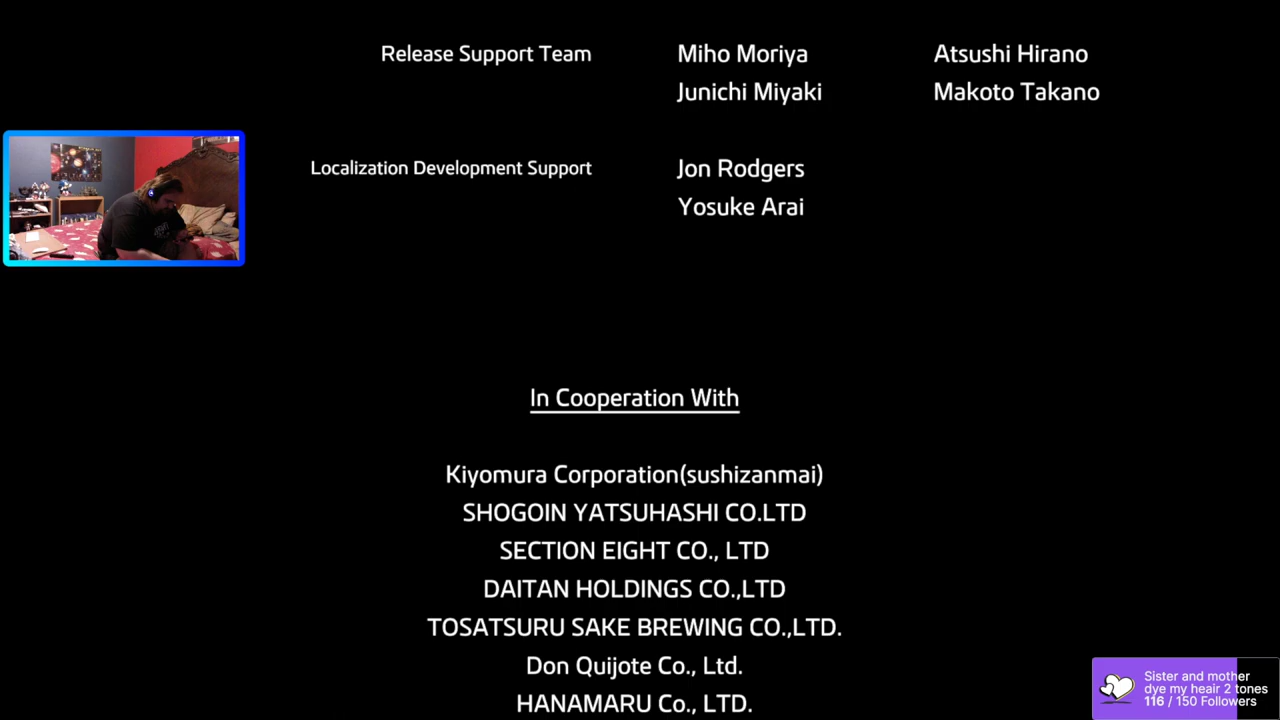 Release Support Team Miho Moriya Atsushi Hirano
Junichi Miyaki Makoto Takano
Localization Development Support Jon Rodgers
Yosuke Arai
In Cooperation With
Kiyomura Corporation(sushizanmai)
SHOGOIN YATSUHASHI CO.LTD
SECTION EIGHT CO., LTD
DAITAN HOLDINGS CO.,LTD
TOSATSURU SAKE BREWING CO.,LTD.
Don Quijote Co., Ltd.
HANAMARU Co., LTD.
Sister and mother
dye my heair 2 tones
116 / 150 Followers